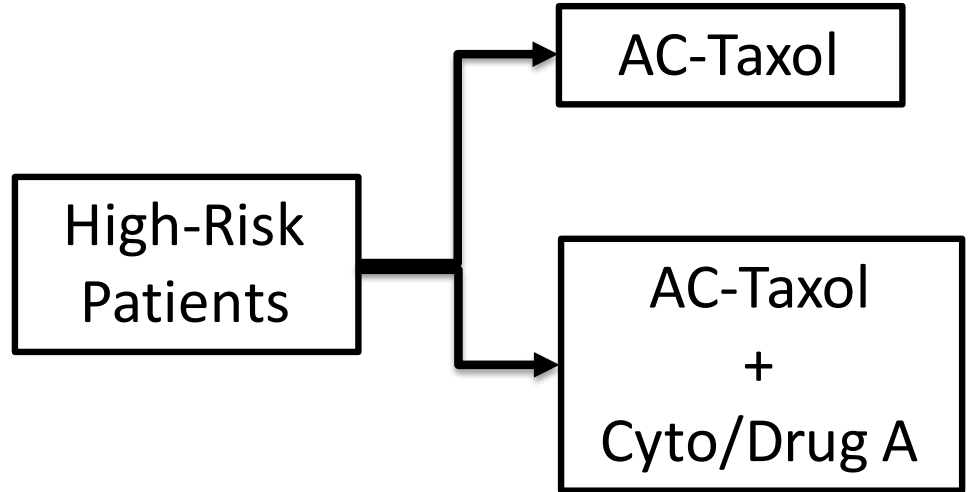 AC-Taxol
High-Risk
Patients
AC-Taxol
+
Cyto/Drug A